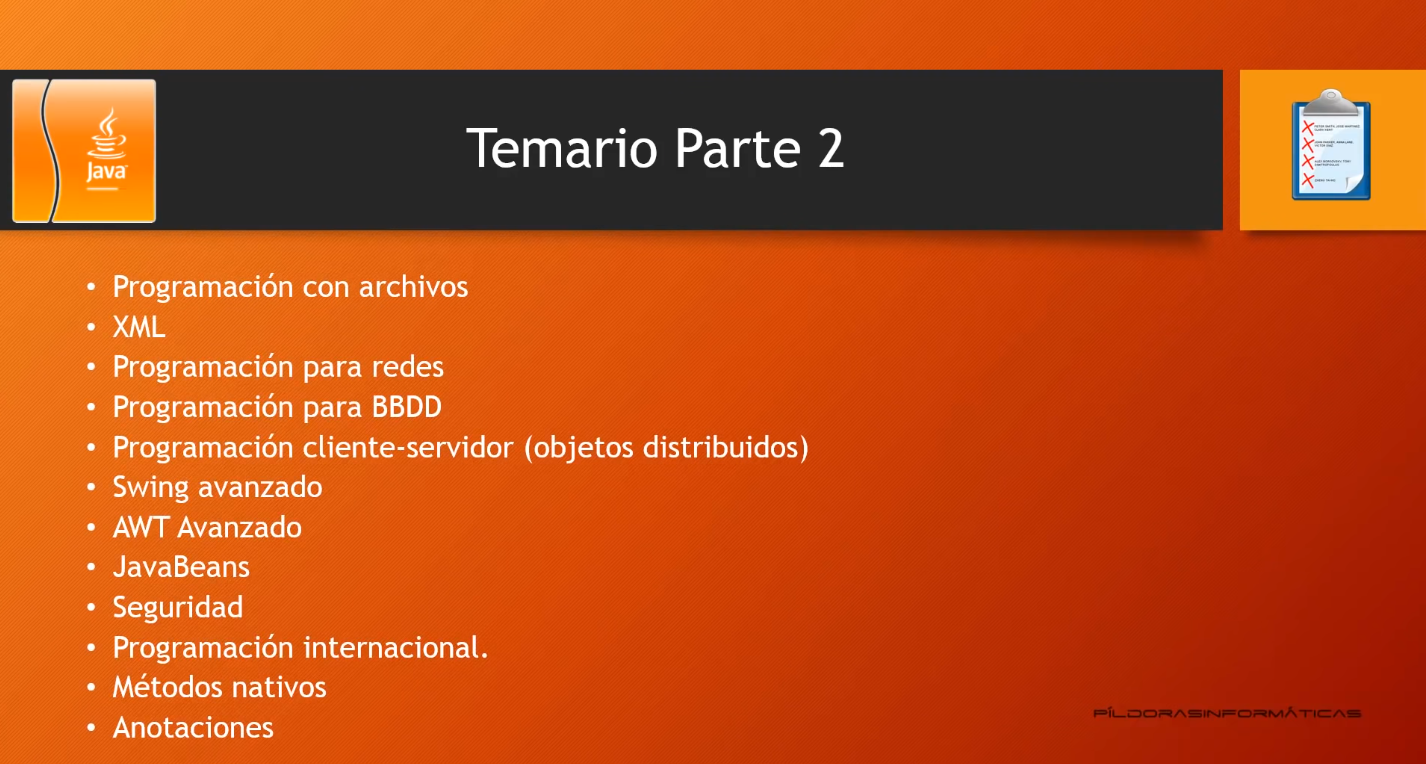 Java
Temario Parte 2
• Programación con archivos
• XML
• Programación para redes
• Programación para BBDD
• Programación cliente-servidor (objetos distribuidos)
• Swing avanzado
• AWT Avanzado
• JavaBeans
• Seguridad
• Programación internacional.
• Métodos nativos
• Anotaciones
PÍLDORASINFORMÁTICAS